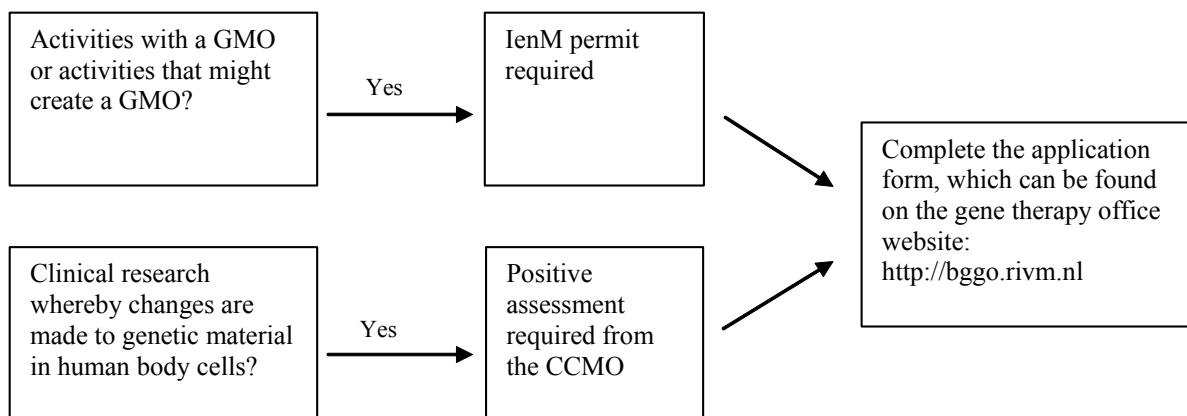 Activities with a GMO
or activities that might
create a GMO?
Yes
IenM permit
required
Complete the application
form, which can be found
on the gene therapy office
website:
http://bggo.rivm.nl
Clinical research
whereby changes are
made to genetic material
in human body cells?
Yes
Positive
assessment
required from
the CCMO